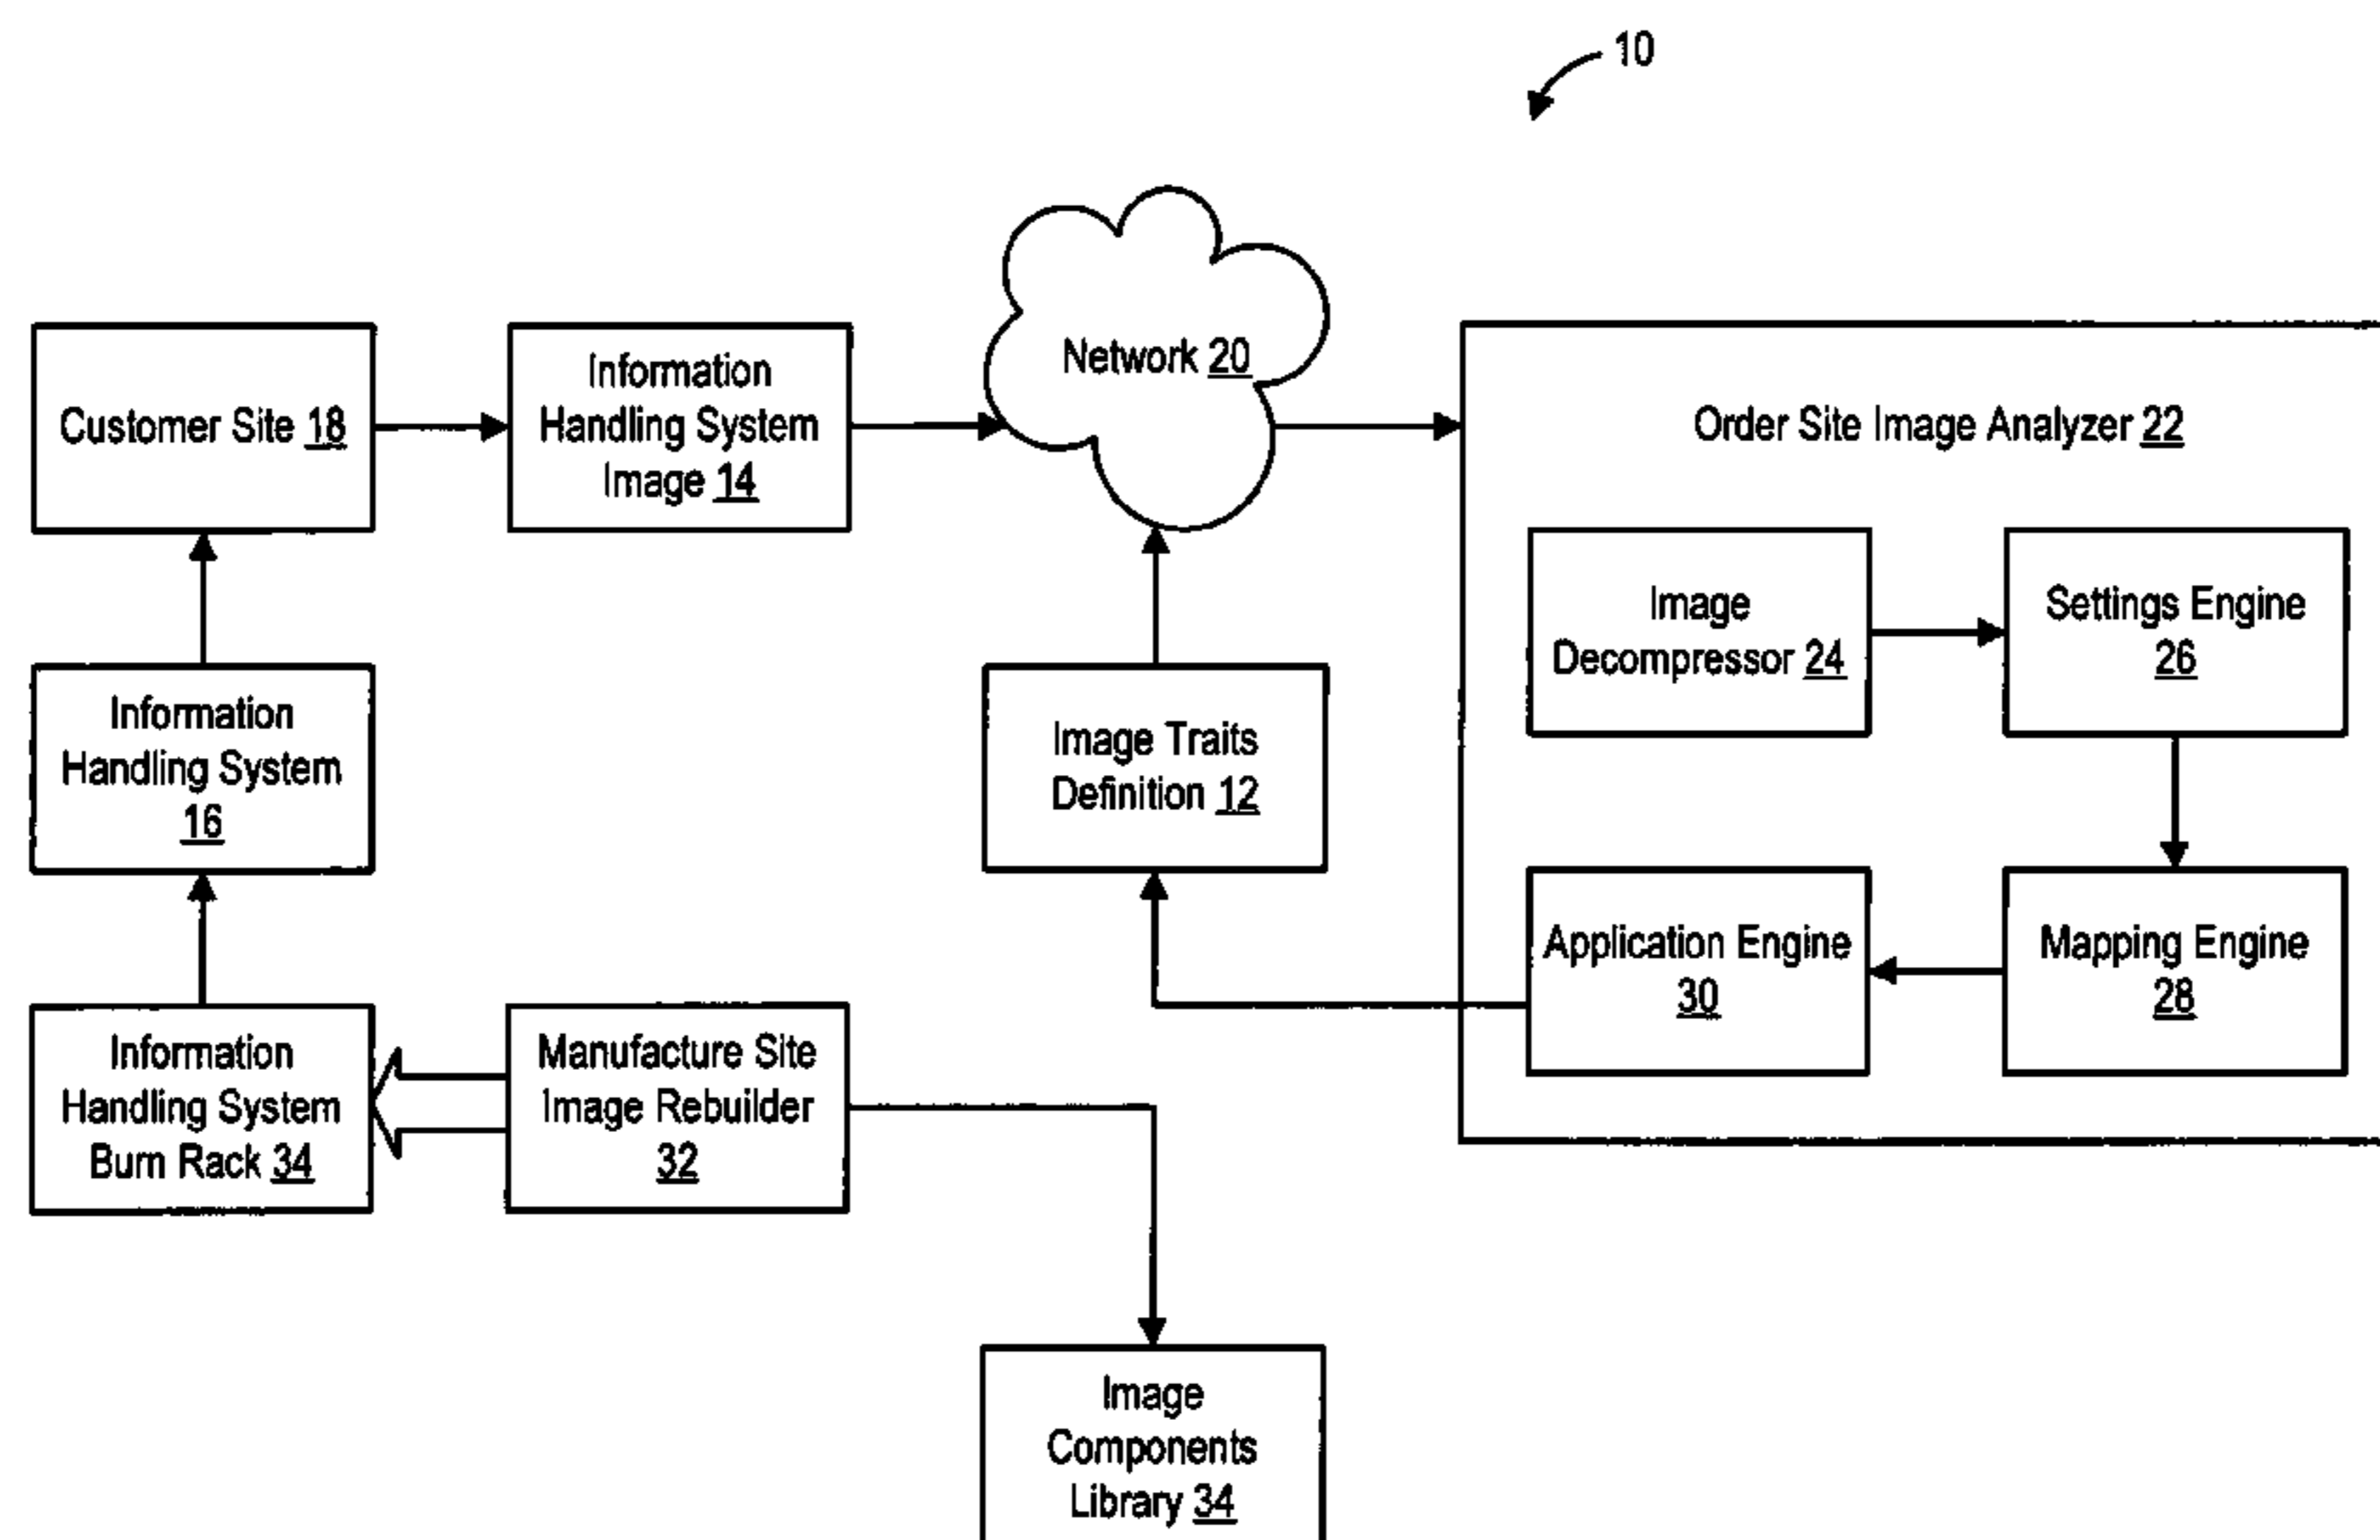 10
Network 20
Customer Site 18
Information
Handling System
Image 14
Order Site Image Analyzer 22
Image
Decompressor 24
Settings Engine
26
Information
Handling System
16
Image Traits
Definition 12
Application Engine
30
Mapping Engine
28
Information
Handling System
Burn Rack 34
Manufacture Site
Image Rebuilder
32
Image
Components
Library 34